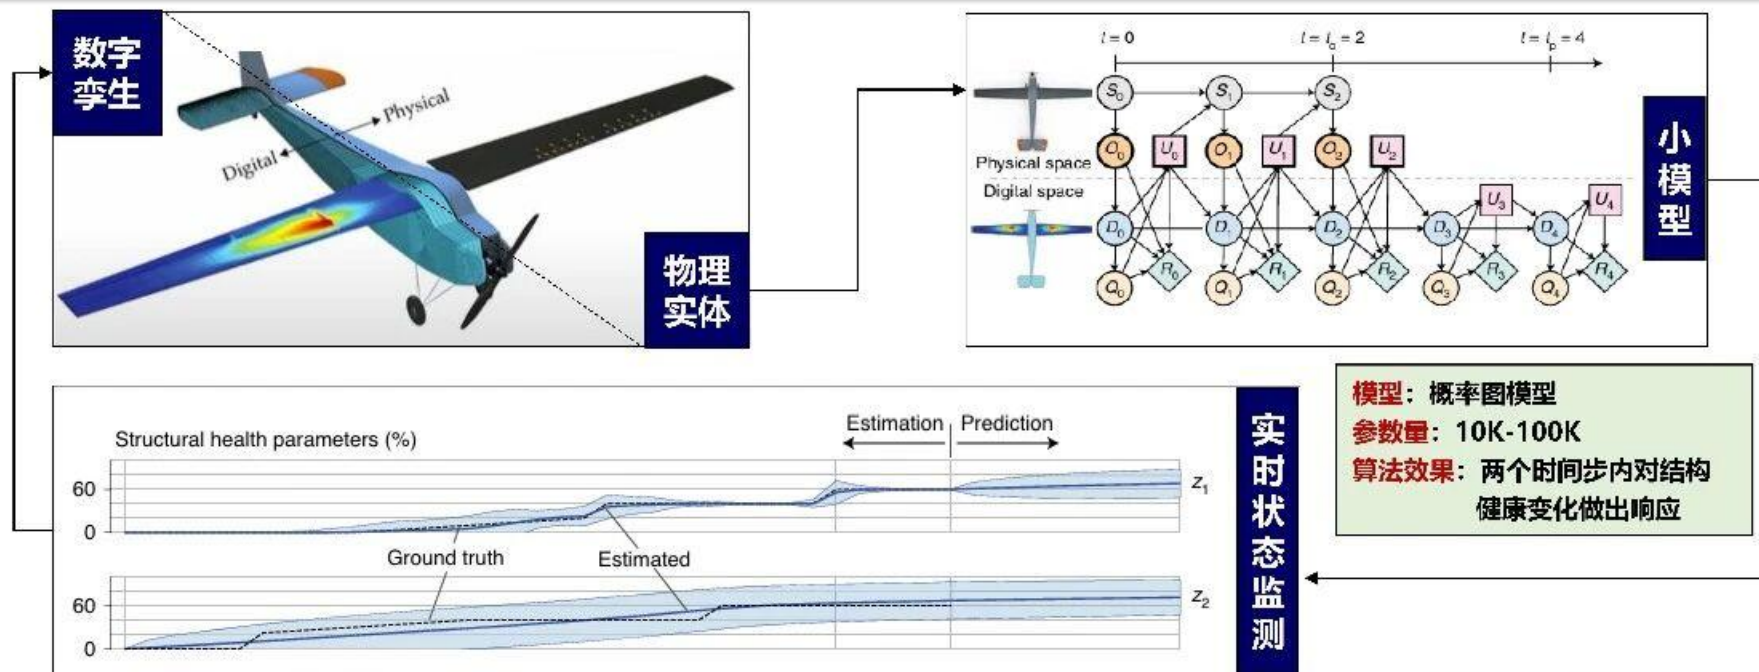 数字
孪生
Physical
Digital
物理
实体
t = 0
t = t꜀ = 2
t = tₚ = 4
S₀ S₁ S₂
O₀ U₀ O₁ U₁ O₂ U₂
Physical space
Digital space
U₃ U₄
D₀ D₁ D₂ D₃ D₄
R₀ R₁ R₂ R₃ R₄
Q₀ Q₁ Q₂ Q₃ Q₄
小模型
模型：概率图模型
参数量：10K-100K
算法效果：两个时间步内对结构
健康变化做出响应
Structural health parameters (%)
Estimation Prediction
60
z₁
0
Ground truth
Estimated
60
z₂
0
实时状态监测